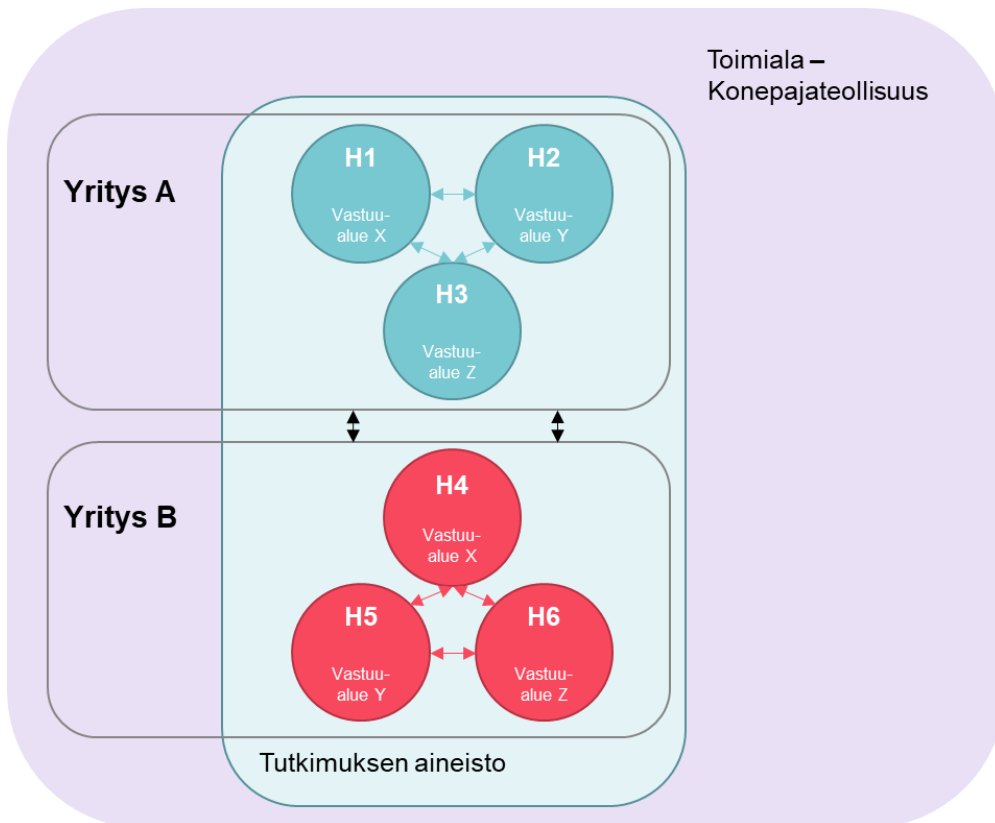 Toimiala –
Konepajateollisuus
Yritys A
H1
Vastuu-
alue X
H2
Vastuu-
alue Y
H3
Vastuu-
alue Z
Yritys B
H4
Vastuu-
alue X
H5
Vastuu-
alue Y
H6
Vastuu-
alue Z
Tutkimuksen aineisto